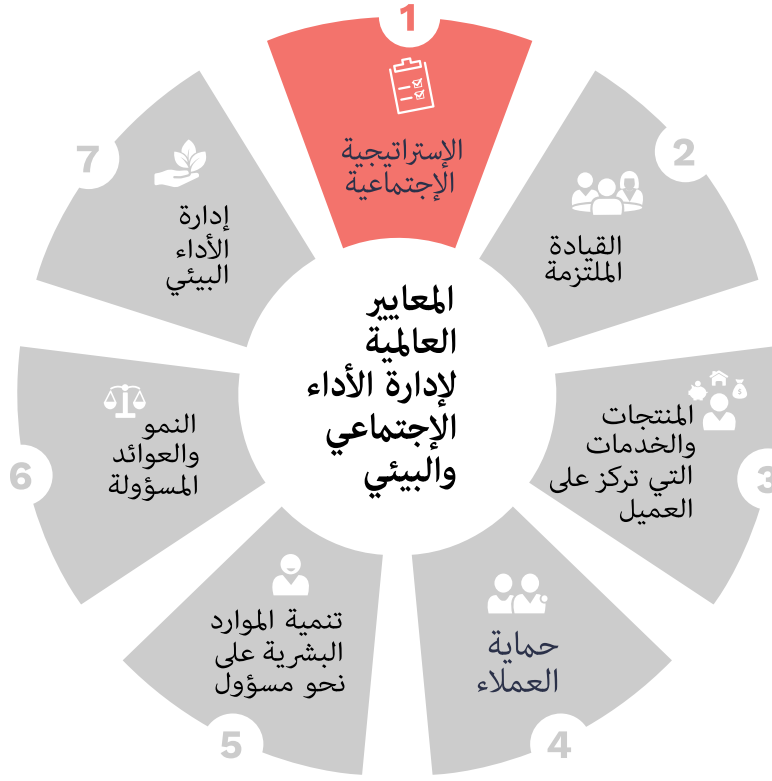 1
الإستراتيجية
الإجتماعية
2
القيادة
الملتزمة
3
المنتجات
والخدمات
التي تركز على
العميل
4
حماية
العملاء
5
تنمية الموارد
البشرية على
نحو مسؤول
6
النمو
والعوائد
المسؤولة
7
إدارة
الأداء
البيئي
المعايير
العالمية
لإدارة الأداء
الإجتماعي
والبيئي